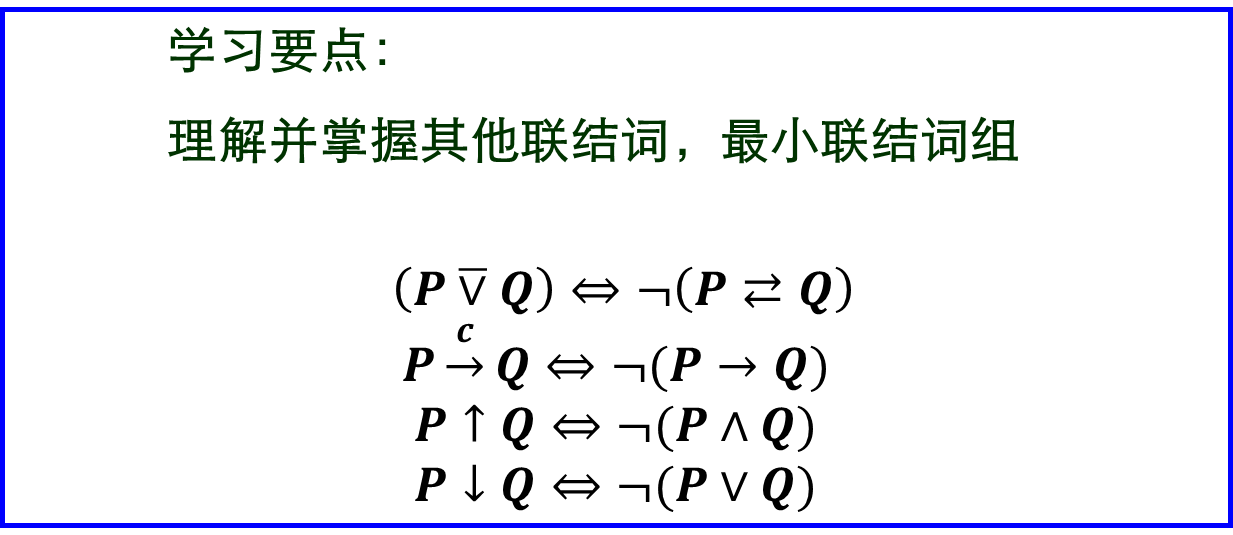 学习要点：
理解并掌握其他联结词，最小联结词组
(P ⊽ Q) ⇔ ¬(P ⇄ Q)
P →ᶜ Q ⇔ ¬(P → Q)
P ↑ Q ⇔ ¬(P ∧ Q)
P ↓ Q ⇔ ¬(P ∨ Q)